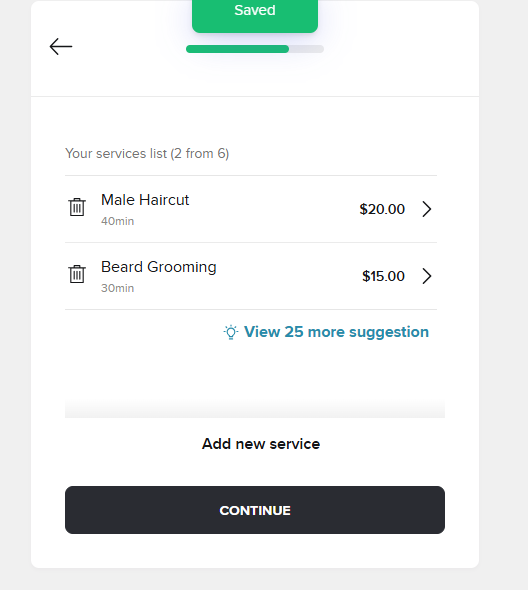 Saved
Your services list (2 from 6)
Male Haircut
40min
$20.00
Beard Grooming
30min
$15.00
View 25 more suggestion
Add new service
CONTINUE